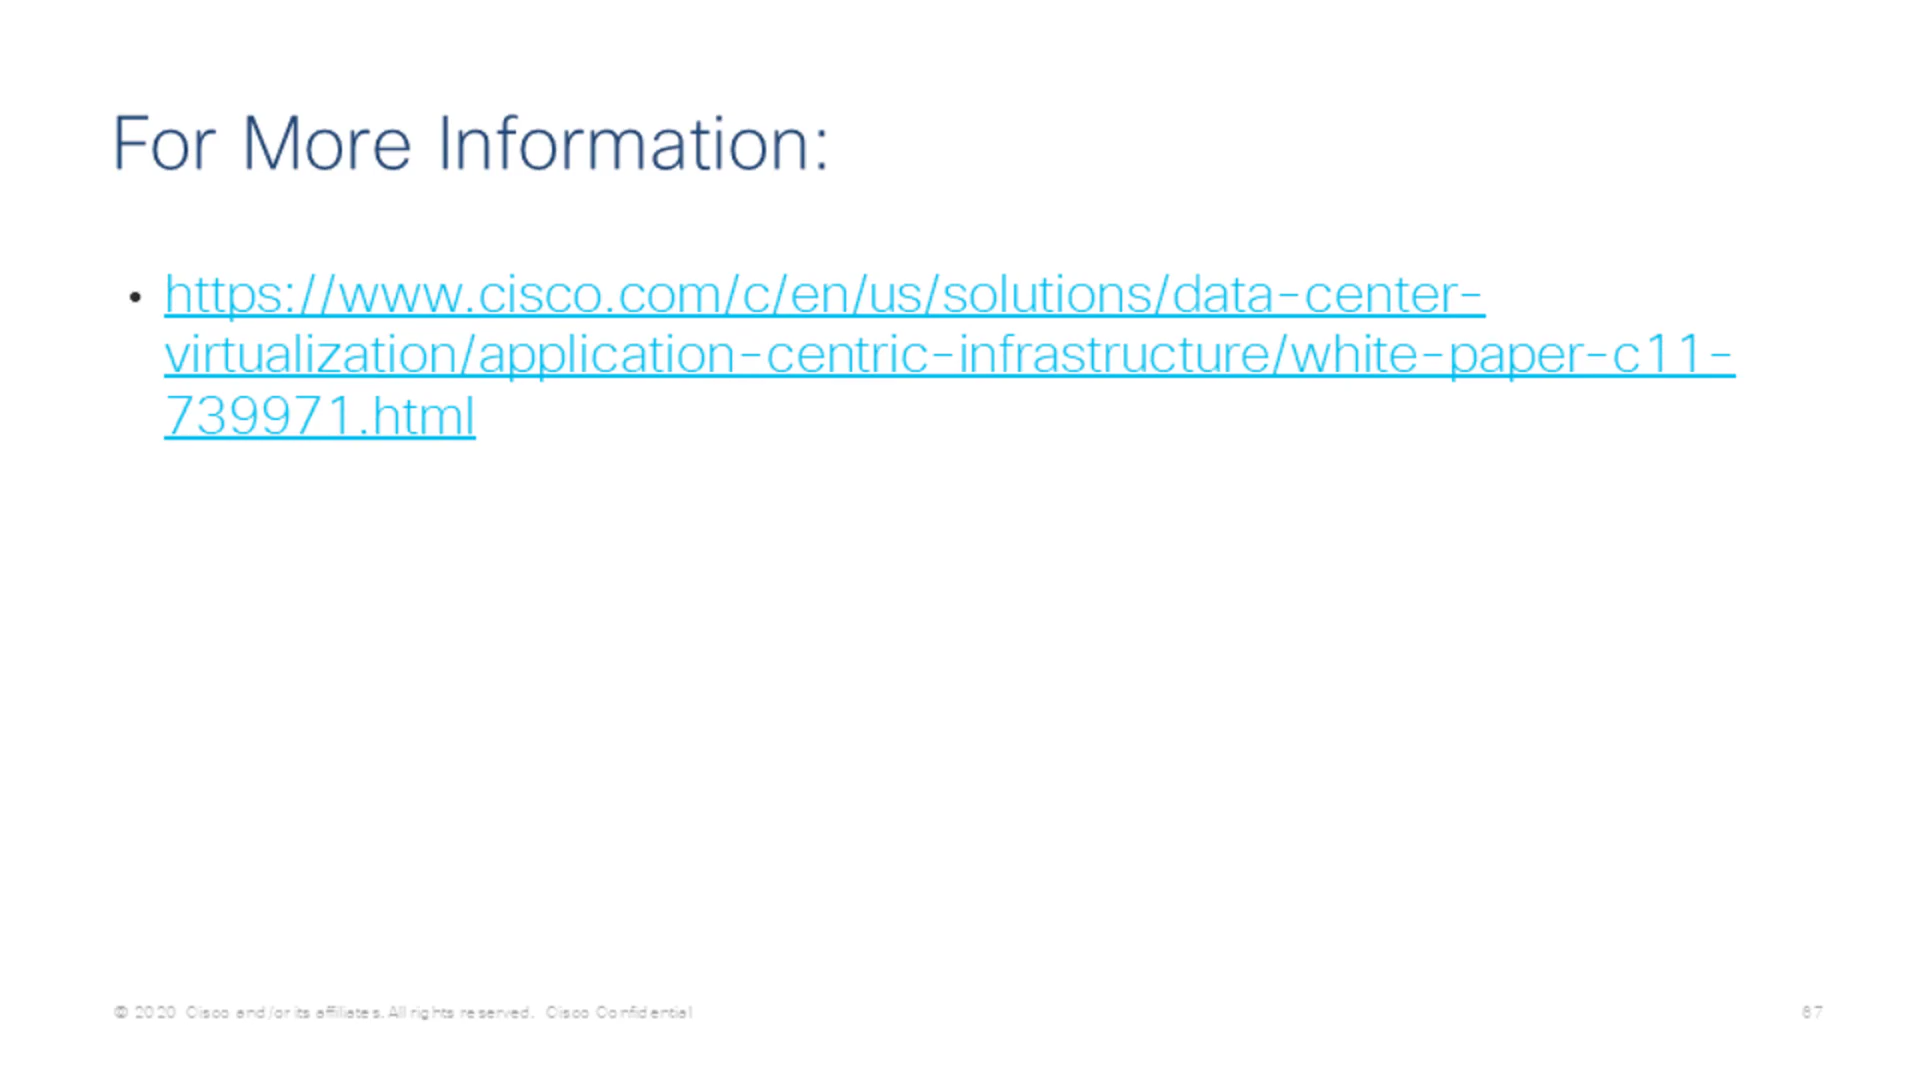 For More Information:
• https://www.cisco.com/c/en/us/solutions/data-center-
virtualization/application-centric-infrastructure/white-paper-c11-
739971.html
© 2020 Cisco and/or its affiliates. All rights reserved. Cisco Confidential
87